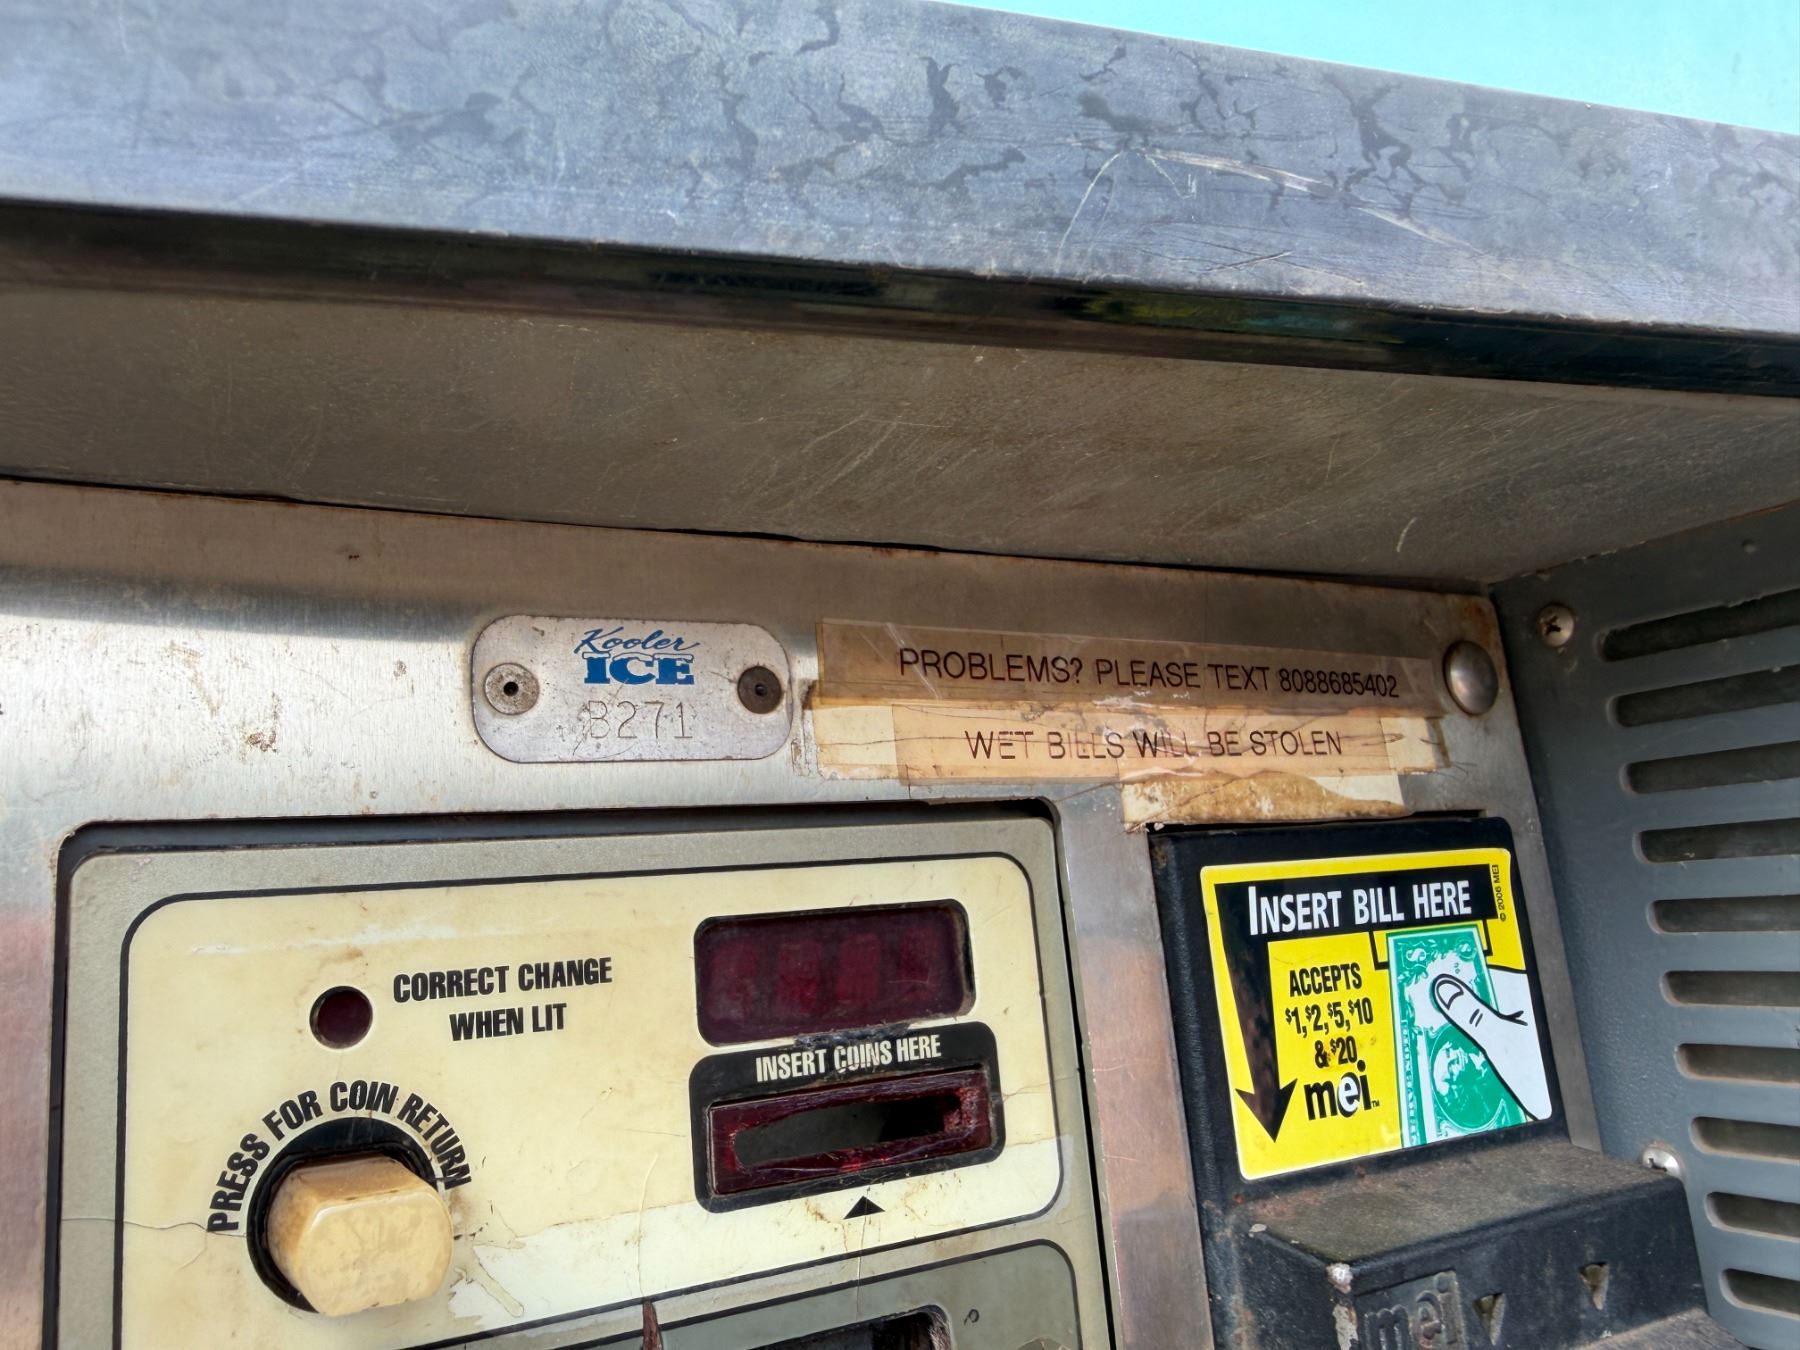 Kooler
ICE
B271
PROBLEMS? PLEASE TEXT 8088685402
WET BILLS WILL BE STOLEN
INSERT BILL HERE
© 2006 MEI
ACCEPTS
$1, $2, $5, $10
& $20
mei™
CORRECT CHANGE
WHEN LIT
INSERT COINS HERE
PRESS FOR COIN RETURN
mei